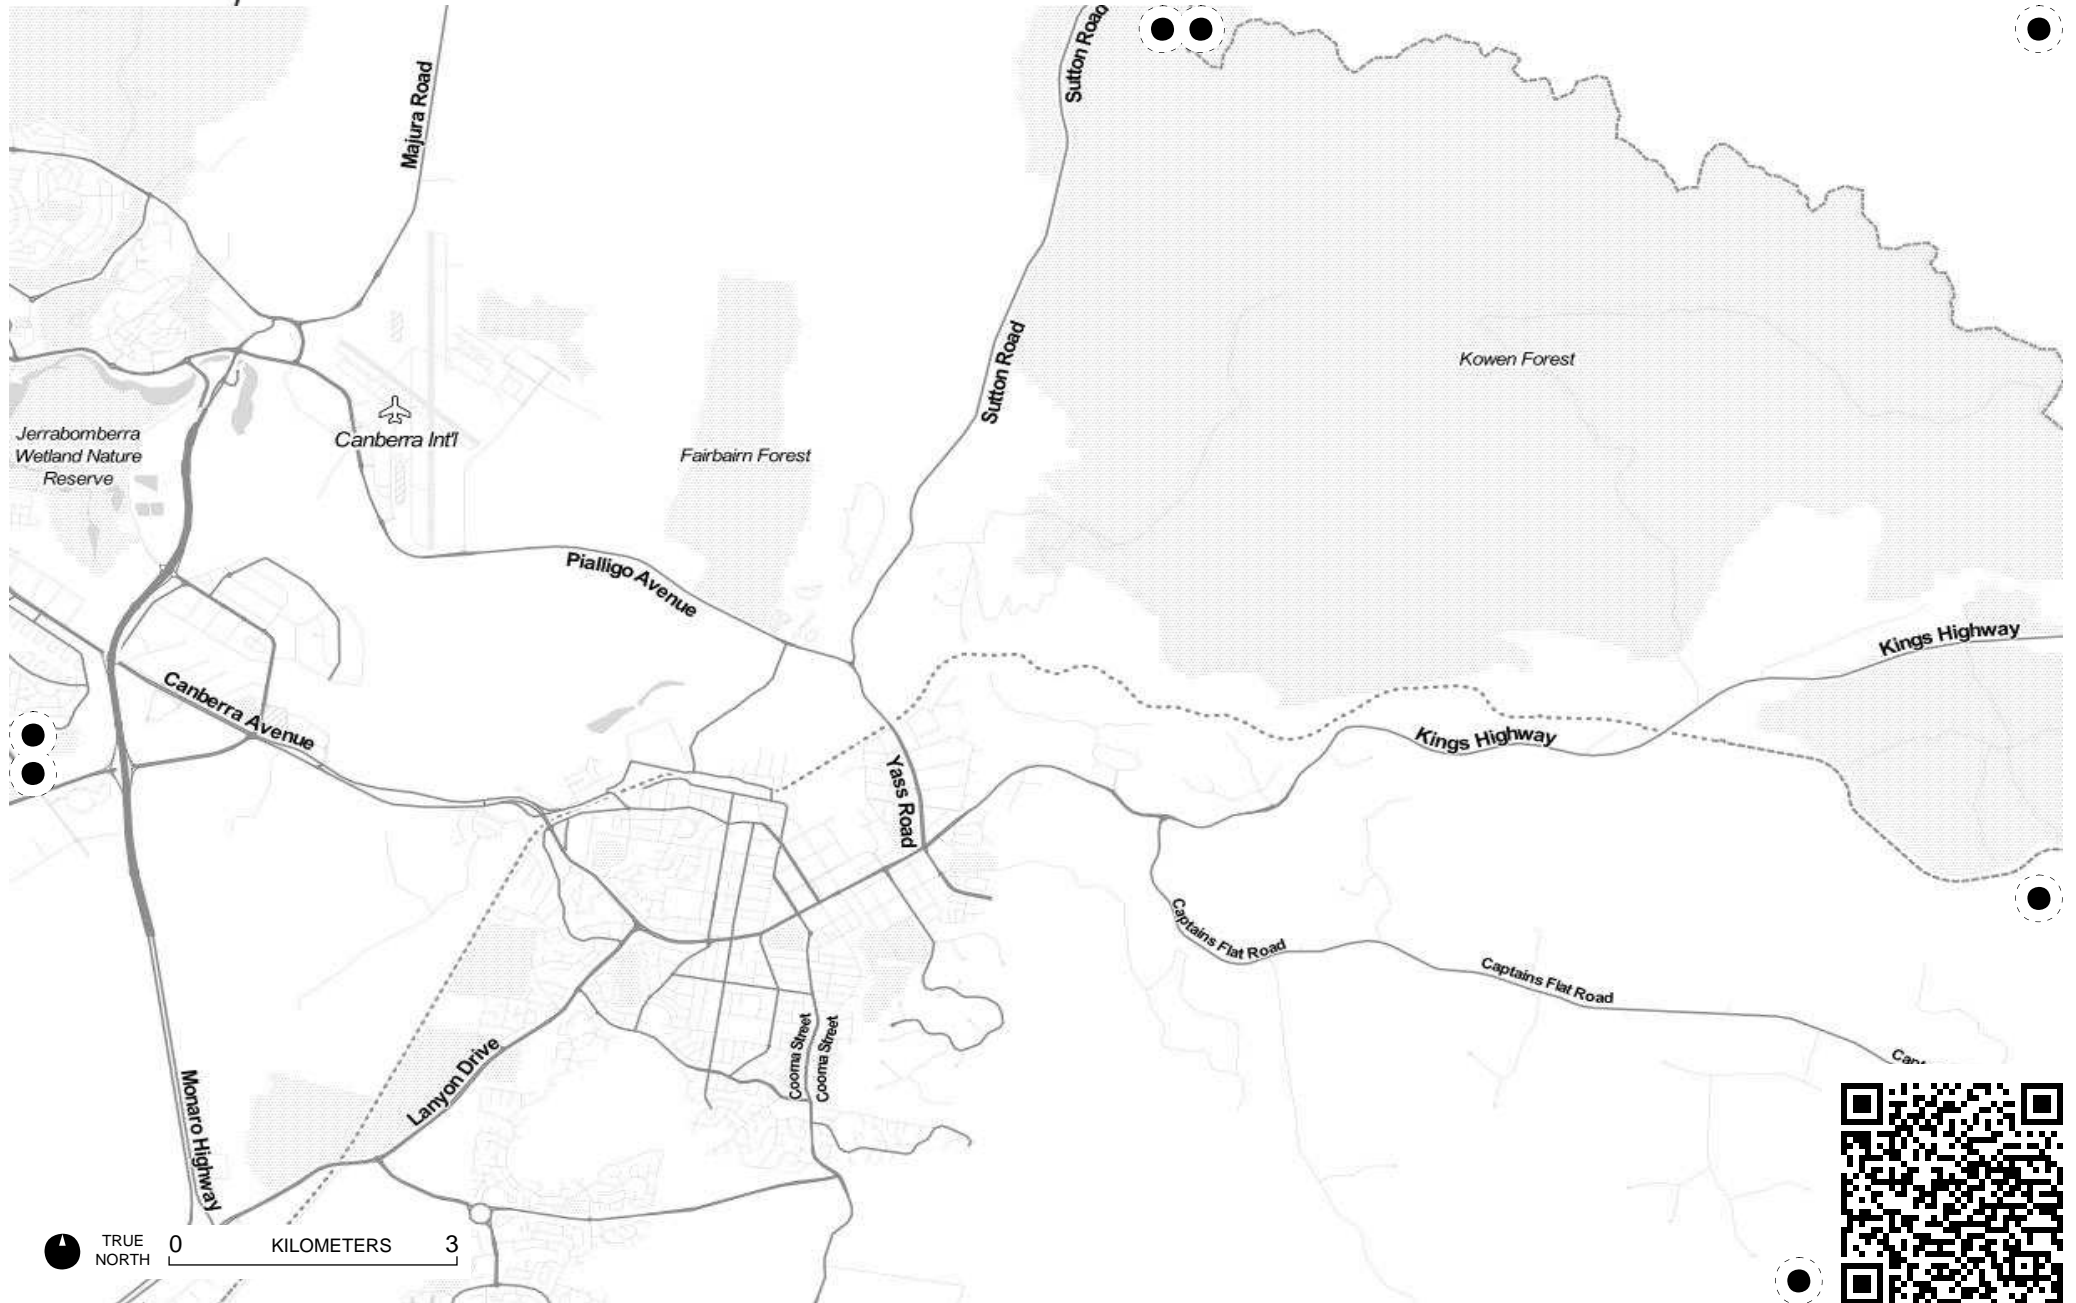 Sutton Road
Majura Road
Sutton Road
Kowen Forest
Jerrabomberra
Wetland Nature
Reserve
Canberra Int'l
Fairbairn Forest
Pialligo Avenue
Kings Highway
Canberra Avenue
Kings Highway
Yass Road
Captains Flat Road
Captains Flat Road
Cooma Street
Cooma Street
Lanyon Drive
Monaro Highway
TRUE
NORTH
0 KILOMETERS 3